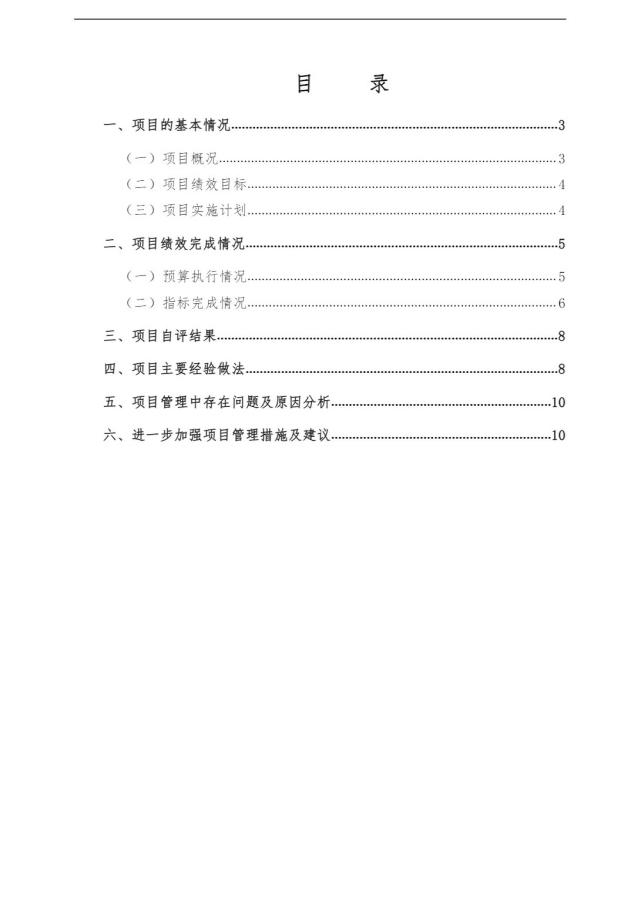 目 录
一、项目的基本情况....................3
（一）项目概况....................3
（二）项目绩效目标....................4
（三）项目实施计划....................4
二、项目绩效完成情况....................5
（一）预算执行情况....................5
（二）指标完成情况....................6
三、项目自评结果....................8
四、项目主要经验做法....................8
五、项目管理中存在问题及原因分析....................10
六、进一步加强项目管理措施及建议....................10